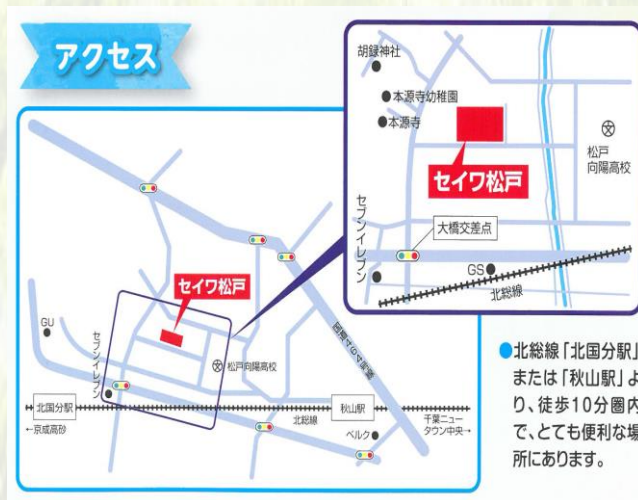 アクセス
胡録神社
本源寺幼稚園
本源寺
セイワ松戸
松戸
向陽高校
セブンイレブン
大橋交差点
GS
北総線
セイワ松戸
国道464号線
GU
セブンイレブン
松戸向陽高校
北国分駅
北総線
秋山駅
←京成高砂
ベルク
千葉ニュー
タウン中央→
●北総線「北国分駅」
または「秋山駅」よ
り、徒歩10分圏内
で、とても便利な場
所にあります。